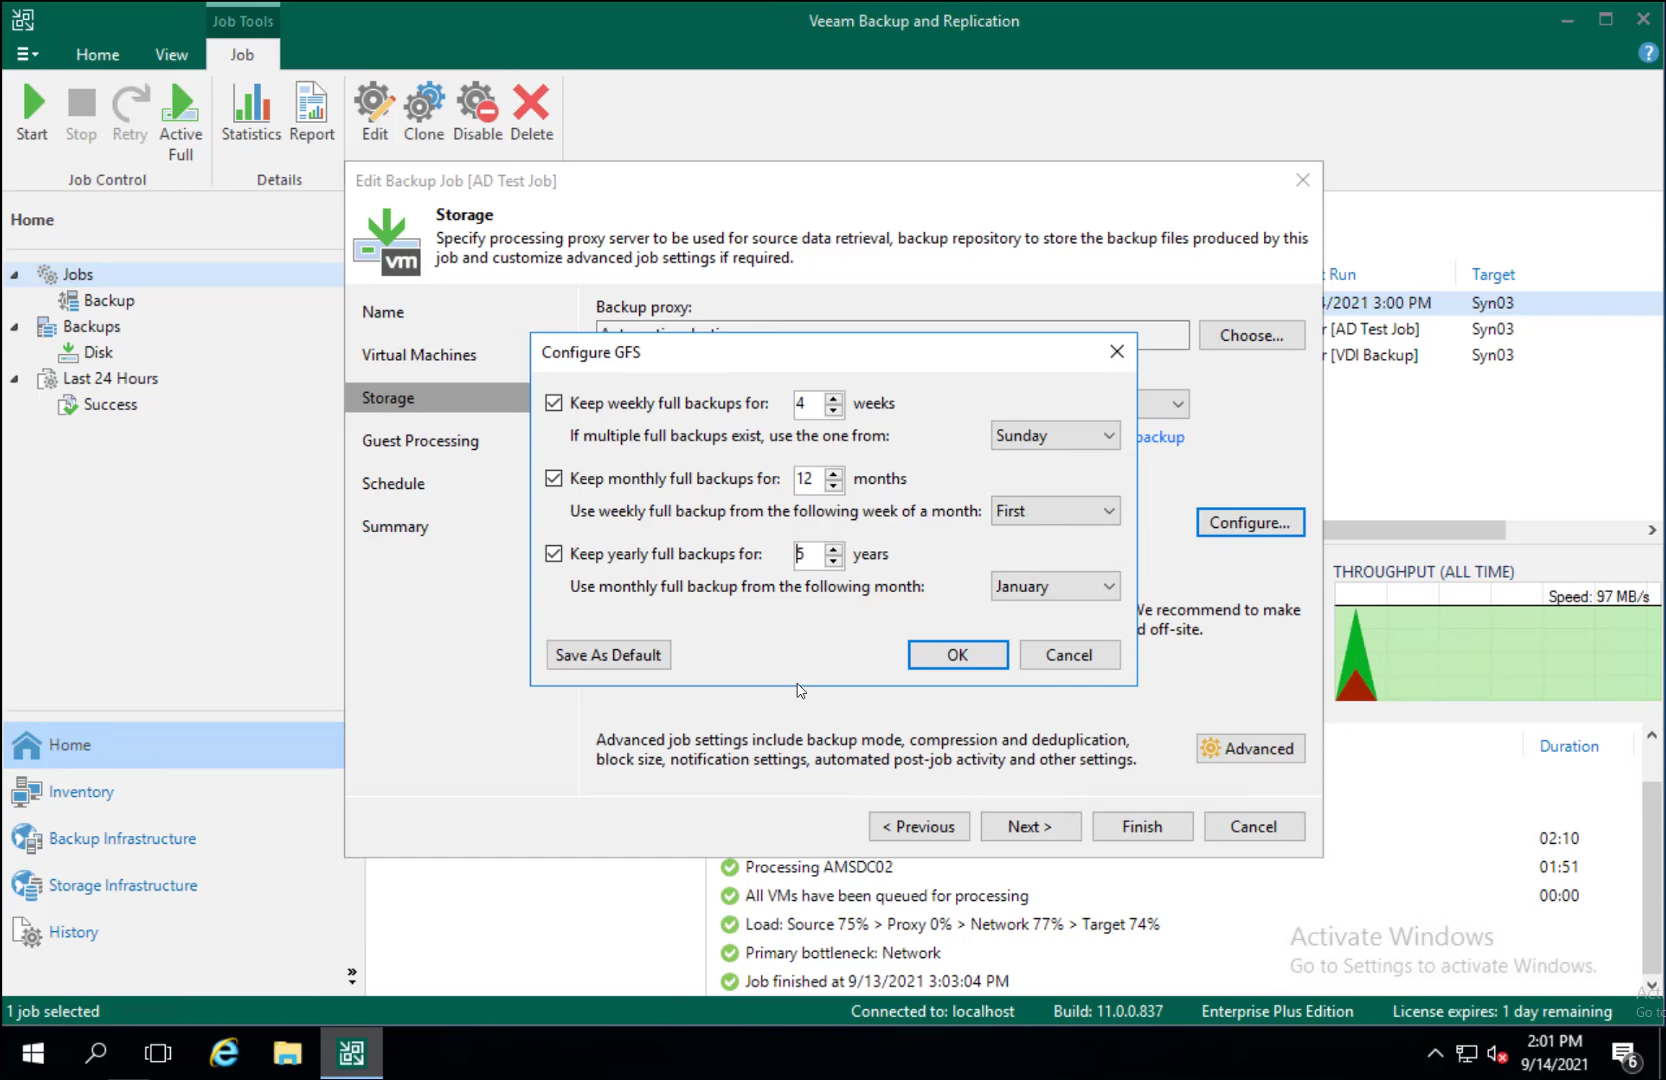 Job Tools
Veeam Backup and Replication
Home View Job
Start Stop Retry Active Full Statistics Report Edit Clone Disable Delete
Job Control Details
Edit Backup Job [AD Test Job]
Storage
Specify processing proxy server to be used for source data retrieval, backup repository to store the backup files produced by this
job and customize advanced job settings if required.
vm
Home
Jobs
Backup
Backups
Disk
Last 24 Hours
Success
Name
Virtual Machines
Storage
Guest Processing
Schedule
Summary
Backup proxy:
Choose...
backup
Configure...
We recommend to make
d off-site.
Configure GFS
Keep weekly full backups for: 4 weeks
If multiple full backups exist, use the one from: Sunday
Keep monthly full backups for: 12 months
Use weekly full backup from the following week of a month: First
Keep yearly full backups for: 5 years
Use monthly full backup from the following month: January
Save As Default OK Cancel
Advanced job settings include backup mode, compression and deduplication,
block size, notification settings, automated post-job activity and other settings.
Advanced
< Previous Next > Finish Cancel
t Run Target
/2021 3:00 PM Syn03
r [AD Test Job] Syn03
r [VDI Backup] Syn03
THROUGHPUT (ALL TIME)
Speed: 97 MB/s
Duration
02:10
Processing AMSDC02 01:51
All VMs have been queued for processing 00:00
Load: Source 75% > Proxy 0% > Network 77% > Target 74%
Primary bottleneck: Network
Job finished at 9/13/2021 3:03:04 PM
Home
Inventory
Backup Infrastructure
Storage Infrastructure
History
Activate Windows
Go to Settings to activate Windows.
1 job selected
Connected to: localhost Build: 11.0.0.837 Enterprise Plus Edition License expires: 1 day remaining
2:01 PM
9/14/2021
6